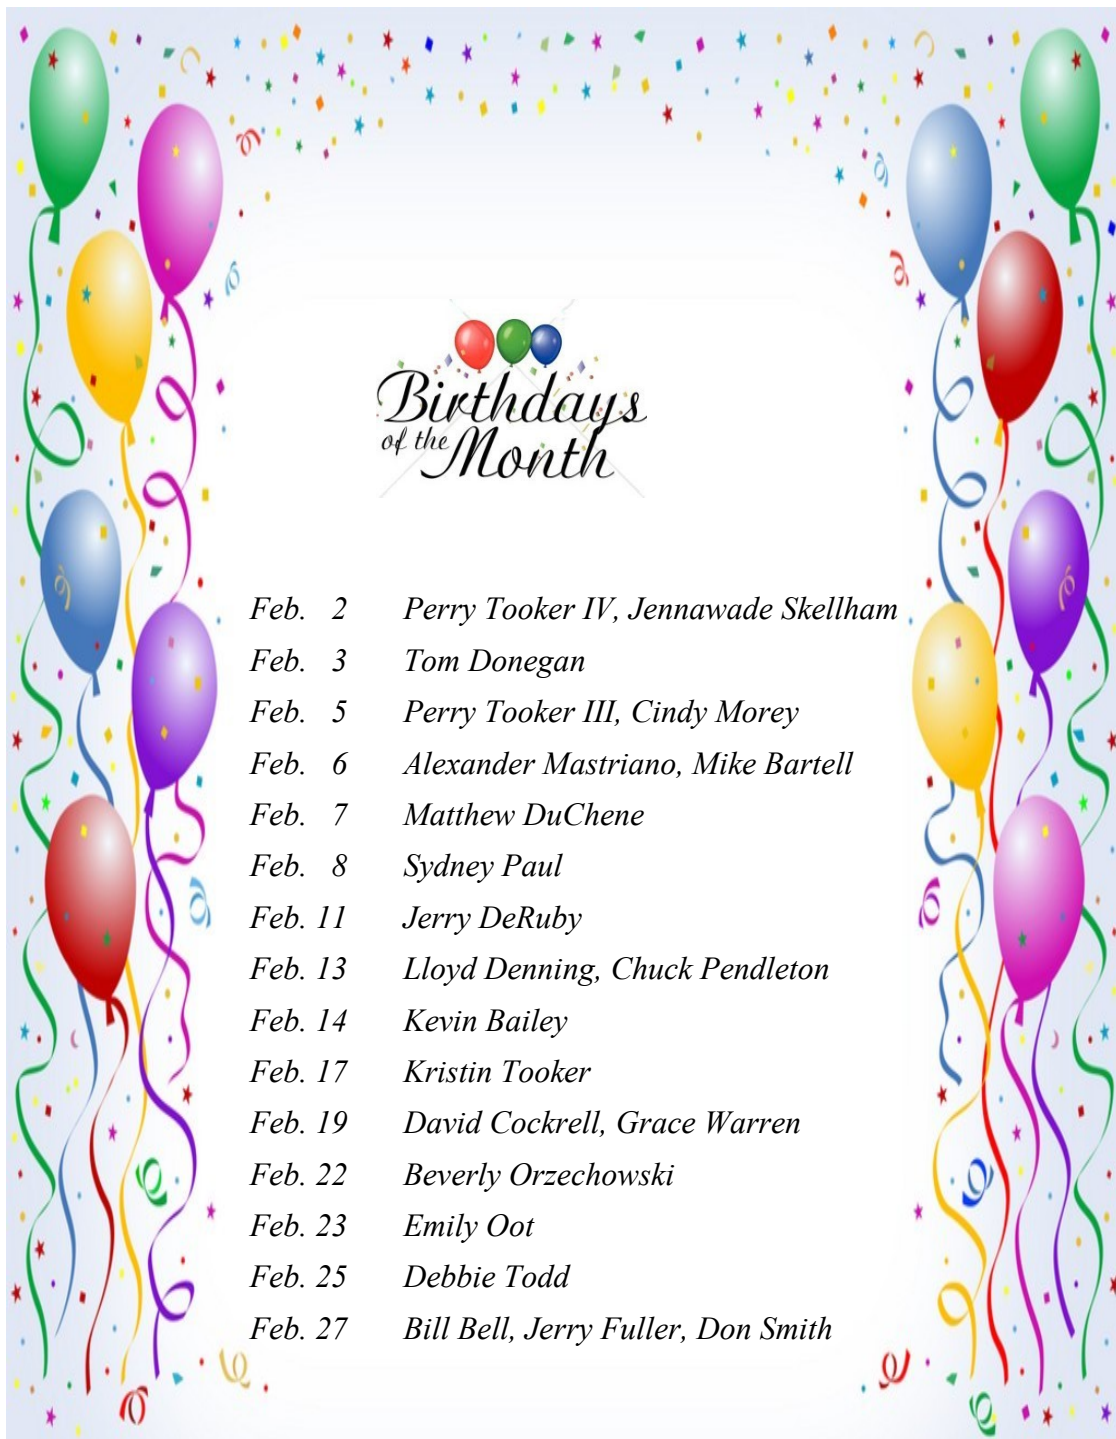 Birthdays
of the Month
Feb. 2 Perry Tooker IV, Jennawade Skellham
Feb. 3 Tom Donegan
Feb. 5 Perry Tooker III, Cindy Morey
Feb. 6 Alexander Mastriano, Mike Bartell
Feb. 7 Matthew DuChene
Feb. 8 Sydney Paul
Feb. 11 Jerry DeRuby
Feb. 13 Lloyd Denning, Chuck Pendleton
Feb. 14 Kevin Bailey
Feb. 17 Kristin Tooker
Feb. 19 David Cockrell, Grace Warren
Feb. 22 Beverly Orzechowski
Feb. 23 Emily Oot
Feb. 25 Debbie Todd
Feb. 27 Bill Bell, Jerry Fuller, Don Smith